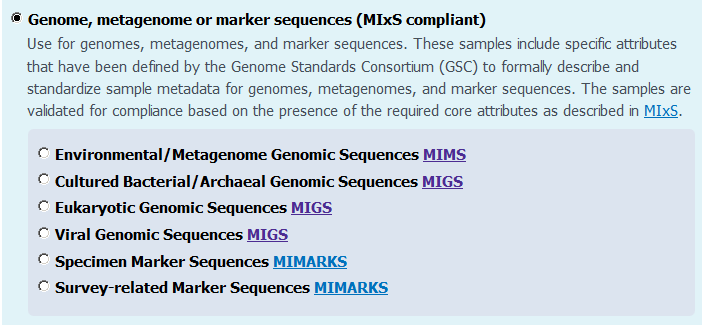 Genome, metagenome or marker sequences (MIxS compliant)
Use for genomes, metagenomes, and marker sequences. These samples include specific attributes
that have been defined by the Genome Standards Consortium (GSC) to formally describe and
standardize sample metadata for genomes, metagenomes, and marker sequences. The samples are
validated for compliance based on the presence of the required core attributes as described in MIxS.
Environmental/Metagenome Genomic Sequences MIMS
Cultured Bacterial/Archaeal Genomic Sequences MIGS
Eukaryotic Genomic Sequences MIGS
Viral Genomic Sequences MIGS
Specimen Marker Sequences MIMARKS
Survey-related Marker Sequences MIMARKS